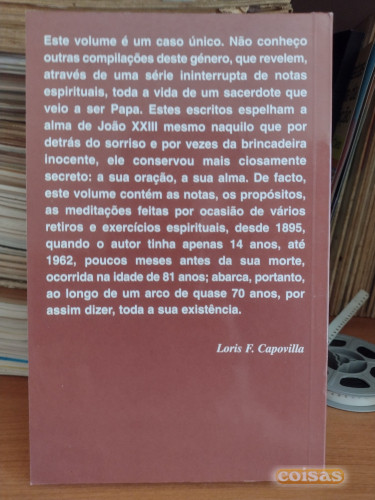 Este volume é um caso único. Não conheço
outras compilações deste género, que revelem,
através de uma série ininterrupta de notas
espirituais, toda a vida de um sacerdote que
veio a ser Papa. Estes escritos espelham a
alma de João XXIII mesmo naquilo que por
detrás do sorriso e por vezes da brincadeira
inocente, ele conservou mais ciosamente
secreto: a sua oração, a sua alma. De facto,
este volume contém as notas, os propósitos,
as meditações feitas por ocasião de vários
retiros e exercícios espirituais, desde 1895,
quando o autor tinha apenas 14 anos, até
1962, poucos meses antes da sua morte,
ocorrida na idade de 81 anos; abarca, portanto,
ao longo de um arco de quase 70 anos, por
assim dizer, toda a sua existência.
Loris F. Capovilla
coisas